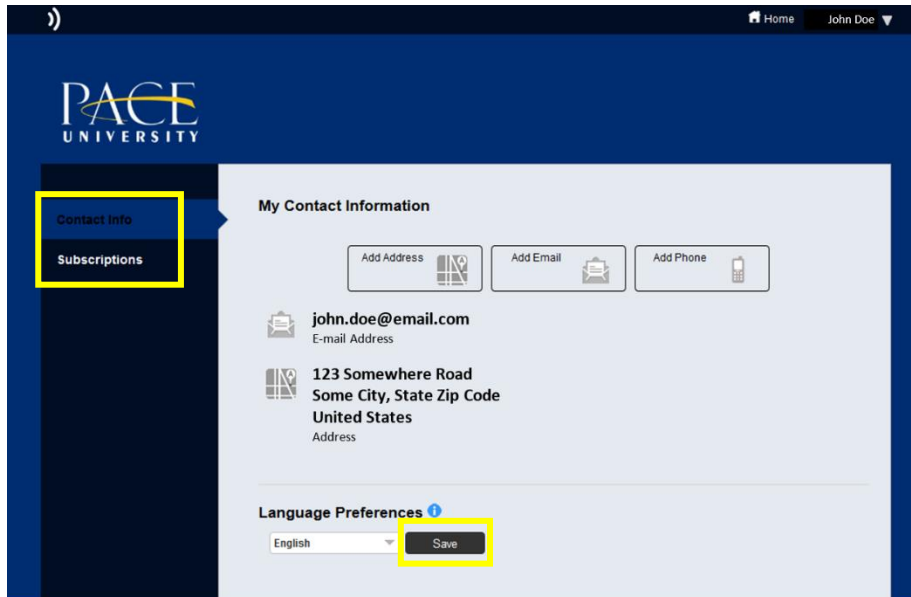 Home John Doe
PACE
UNIVERSITY
Contact Info
Subscriptions
My Contact Information
Add Address Add Email Add Phone
john.doe@email.com
E-mail Address
123 Somewhere Road
Some City, State Zip Code
United States
Address
Language Preferences
English Save